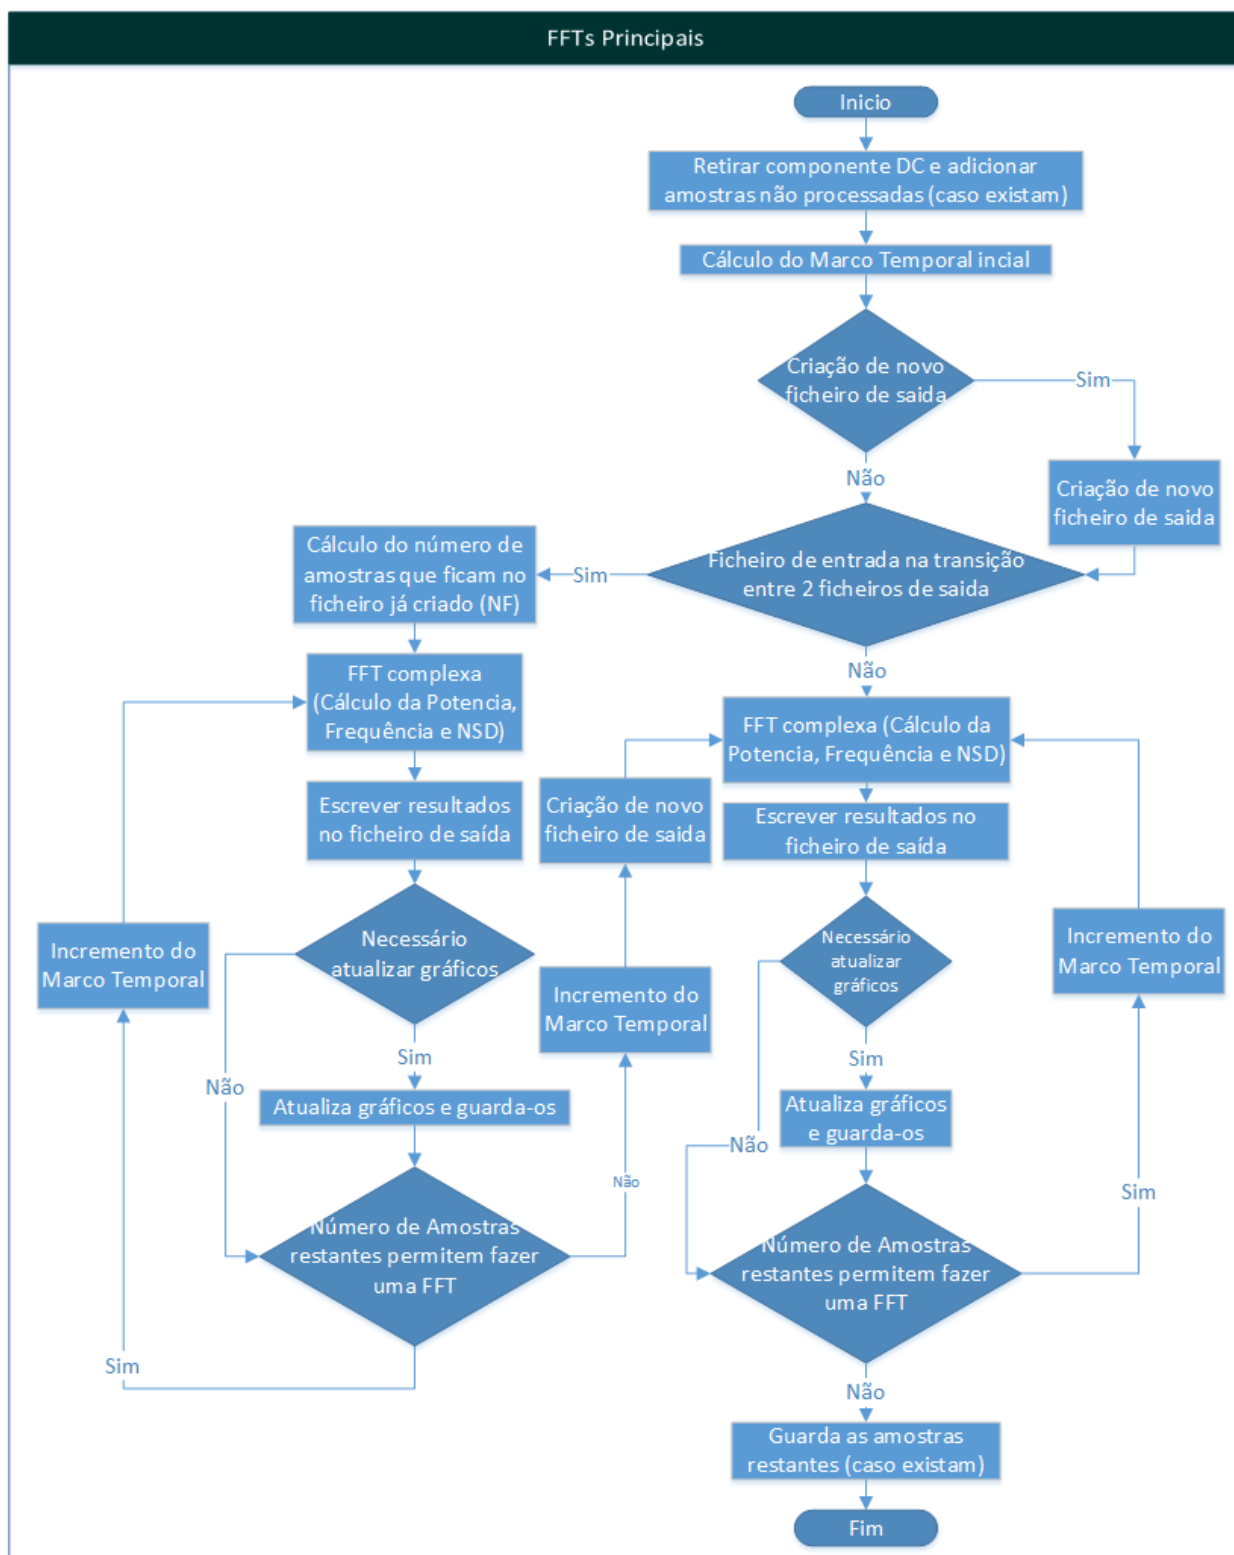 FFTs Principais
Inicio
Retirar componente DC e adicionar
amostras não processadas (caso existam)
Cálculo do Marco Temporal incial
Criação de novo
ficheiro de saida
Sim
Não
Criação de novo
ficheiro de saida
Ficheiro de entrada na transição
entre 2 ficheiros de saida
Sim
Não
Cálculo do número de
amostras que ficam no
ficheiro já criado (NF)
FFT complexa
(Cálculo da Potencia,
Frequência e NSD)
Escrever resultados
no ficheiro de saída
Necessário
atualizar gráficos
Sim
Não
Atualiza gráficos e guarda-os
Número de Amostras
restantes permitem fazer
uma FFT
Sim
Incremento do
Marco Temporal
Não
Incremento do
Marco Temporal
Criação de novo
ficheiro de saida
FFT complexa (Cálculo da
Potencia, Frequência e NSD)
Escrever resultados no
ficheiro de saída
Necessário
atualizar
gráficos
Sim
Não
Atualiza gráficos
e guarda-os
Número de Amostras
restantes permitem fazer
uma FFT
Sim
Incremento do
Marco Temporal
Não
Guarda as amostras
restantes (caso existam)
Fim